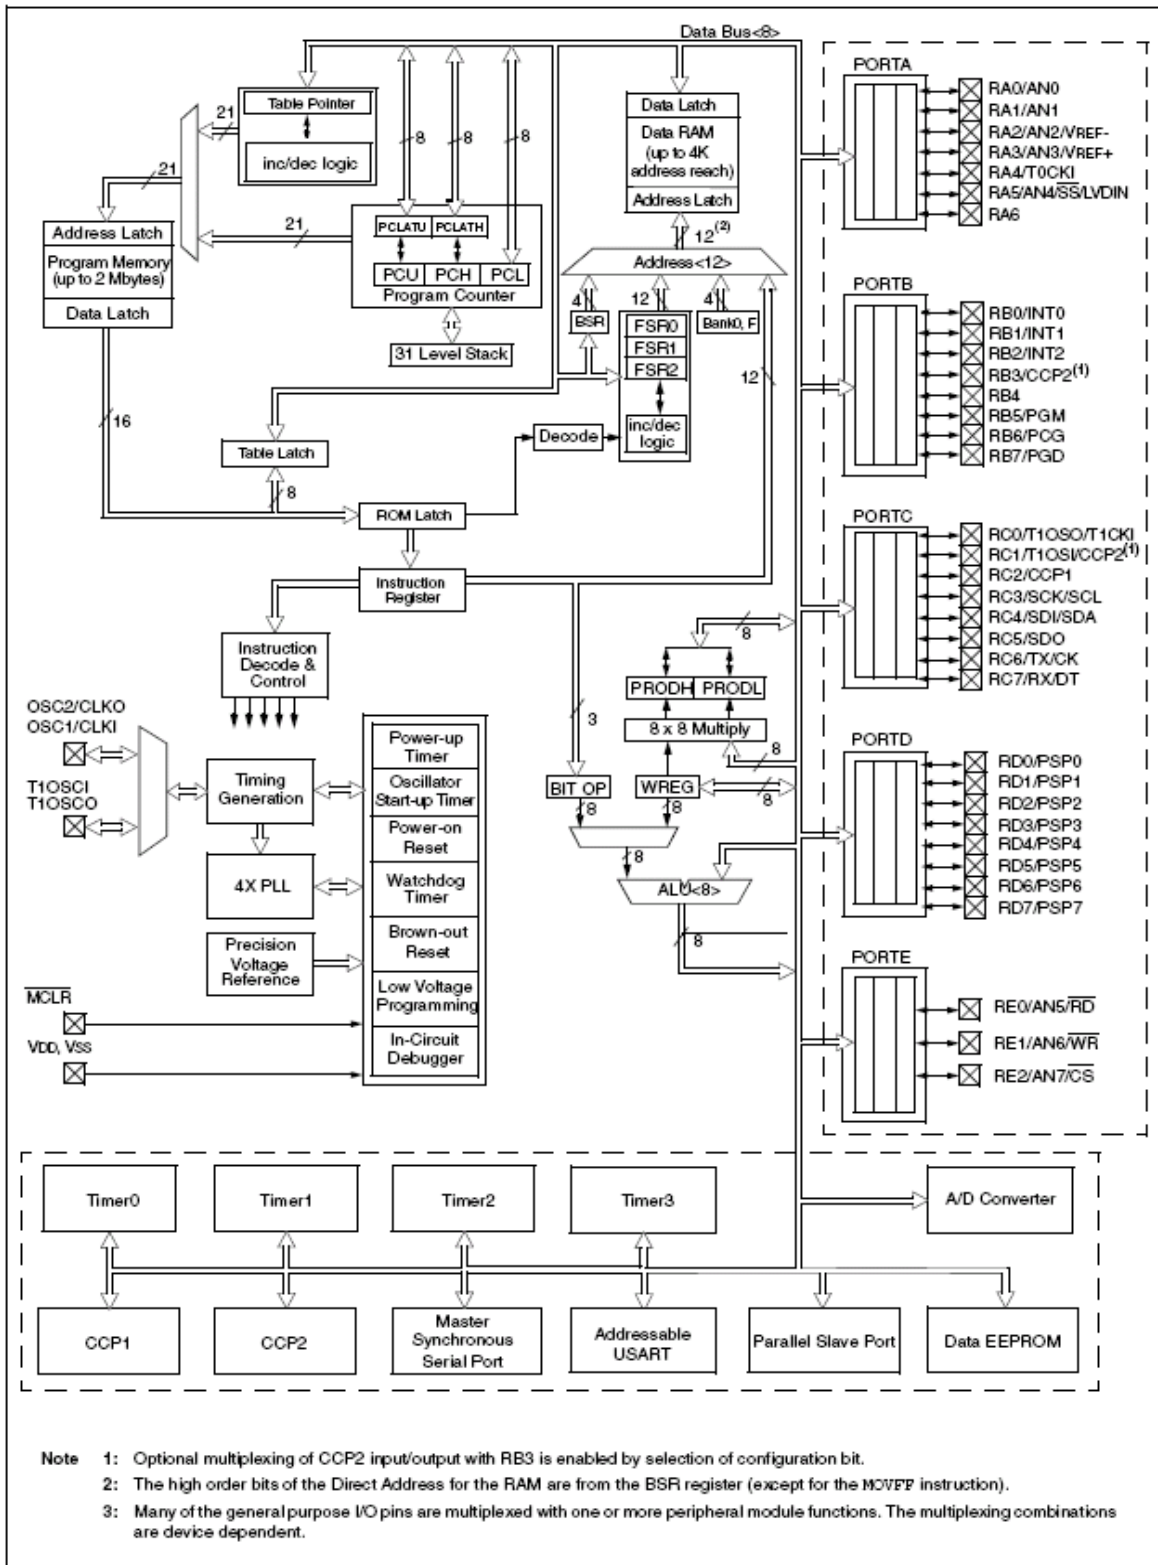 Data Bus<8>
PORTA
RA0/AN0
RA1/AN1
RA2/AN2/VREF-
RA3/AN3/VREF+
RA4/T0CKI
RA5/AN4/SS/LVDIN
RA6
21
Table Pointer
inc/dec logic
8
8
8
Data Latch
Data RAM
(up to 4K
address reach)
Address Latch
21
21
Address Latch
Program Memory
(up to 2 Mbytes)
Data Latch
PCLATU
PCLATH
PCU
PCH
PCL
Program Counter
31 Level Stack
12(2)
Address<12>
4
12
4
BSR
FSR0
FSR1
FSR2
Bank0, F
12
inc/dec
logic
Decode
PORTB
RB0/INT0
RB1/INT1
RB2/INT2
RB3/CCP2(1)
RB4
RB5/PGM
RB6/PCG
RB7/PGD
16
Table Latch
8
ROM Latch
Instruction
Register
PORTC
RC0/T1OSO/T1CKI
RC1/T1OSI/CCP2(1)
RC2/CCP1
RC3/SCK/SCL
RC4/SDI/SDA
RC5/SDO
RC6/TX/CK
RC7/RX/DT
Instruction
Decode &
Control
8
PRODH
PRODL
8 x 8 Multiply
3
8
BIT OP
WREG
8
8
8
8
ALU<8>
8
OSC2/CLKO
OSC1/CLKI
T1OSCI
T1OSCO
Timing
Generation
4X PLL
Precision
Voltage
Reference
Power-up
Timer
Oscillator
Start-up Timer
Power-on
Reset
Watchdog
Timer
Brown-out
Reset
Low Voltage
Programming
In-Circuit
Debugger
MCLR
VDD, VSS
PORTD
RD0/PSP0
RD1/PSP1
RD2/PSP2
RD3/PSP3
RD4/PSP4
RD5/PSP5
RD6/PSP6
RD7/PSP7
PORTE
RE0/AN5/RD
RE1/AN6/WR
RE2/AN7/CS
Timer0
Timer1
Timer2
Timer3
A/D Converter
CCP1
CCP2
Master
Synchronous
Serial Port
Addressable
USART
Parallel Slave Port
Data EEPROM
Note 1: Optional multiplexing of CCP2 input/output with RB3 is enabled by selection of configuration bit.
2: The high order bits of the Direct Address for the RAM are from the BSR register (except for the MOVFF instruction).
3: Many of the general purpose I/O pins are multiplexed with one or more peripheral module functions. The multiplexing combinations
are device dependent.